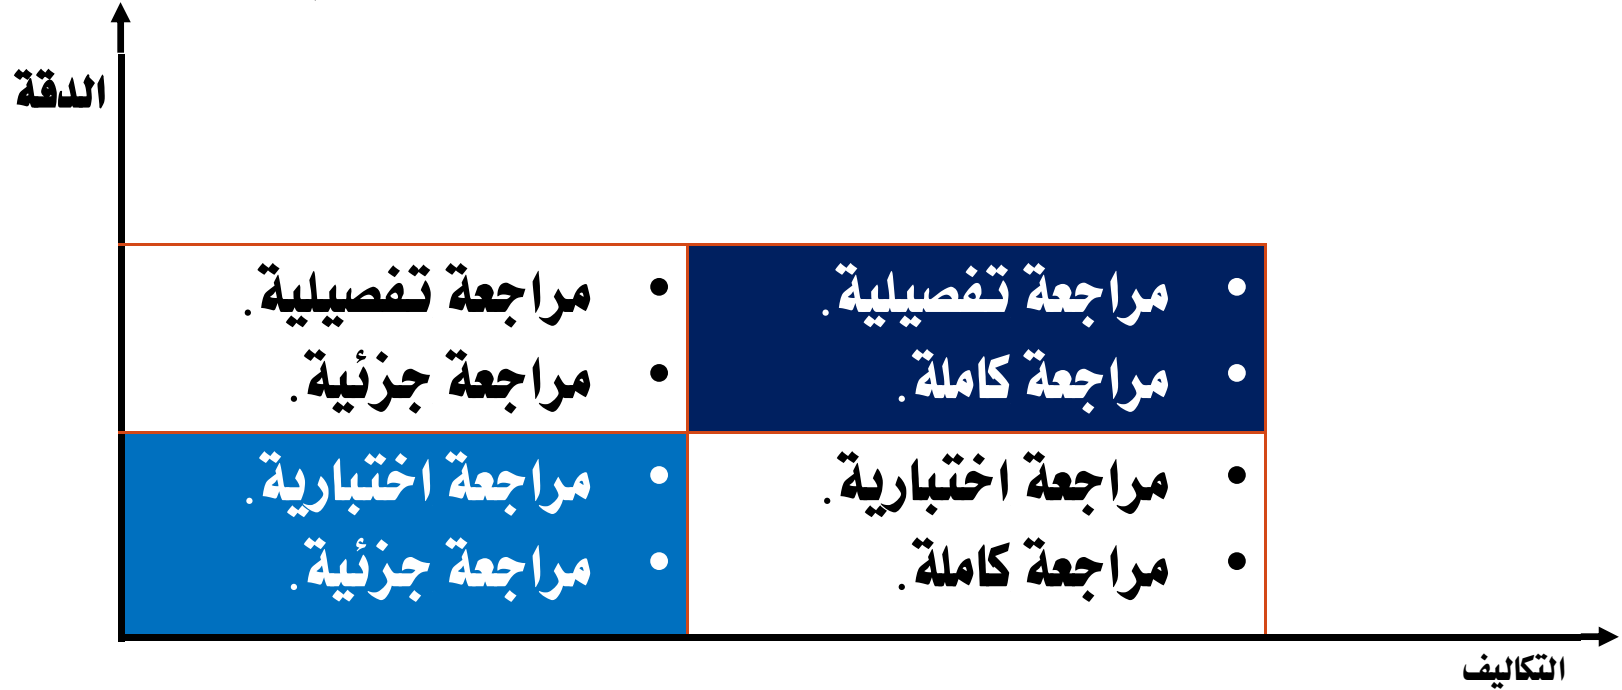 الدقة
• مراجعة تفصيلية.
• مراجعة كاملة.
• مراجعة تفصيلية.
• مراجعة جزئية.
• مراجعة اختبارية.
• مراجعة كاملة.
• مراجعة اختبارية.
• مراجعة جزئية.
التكاليف